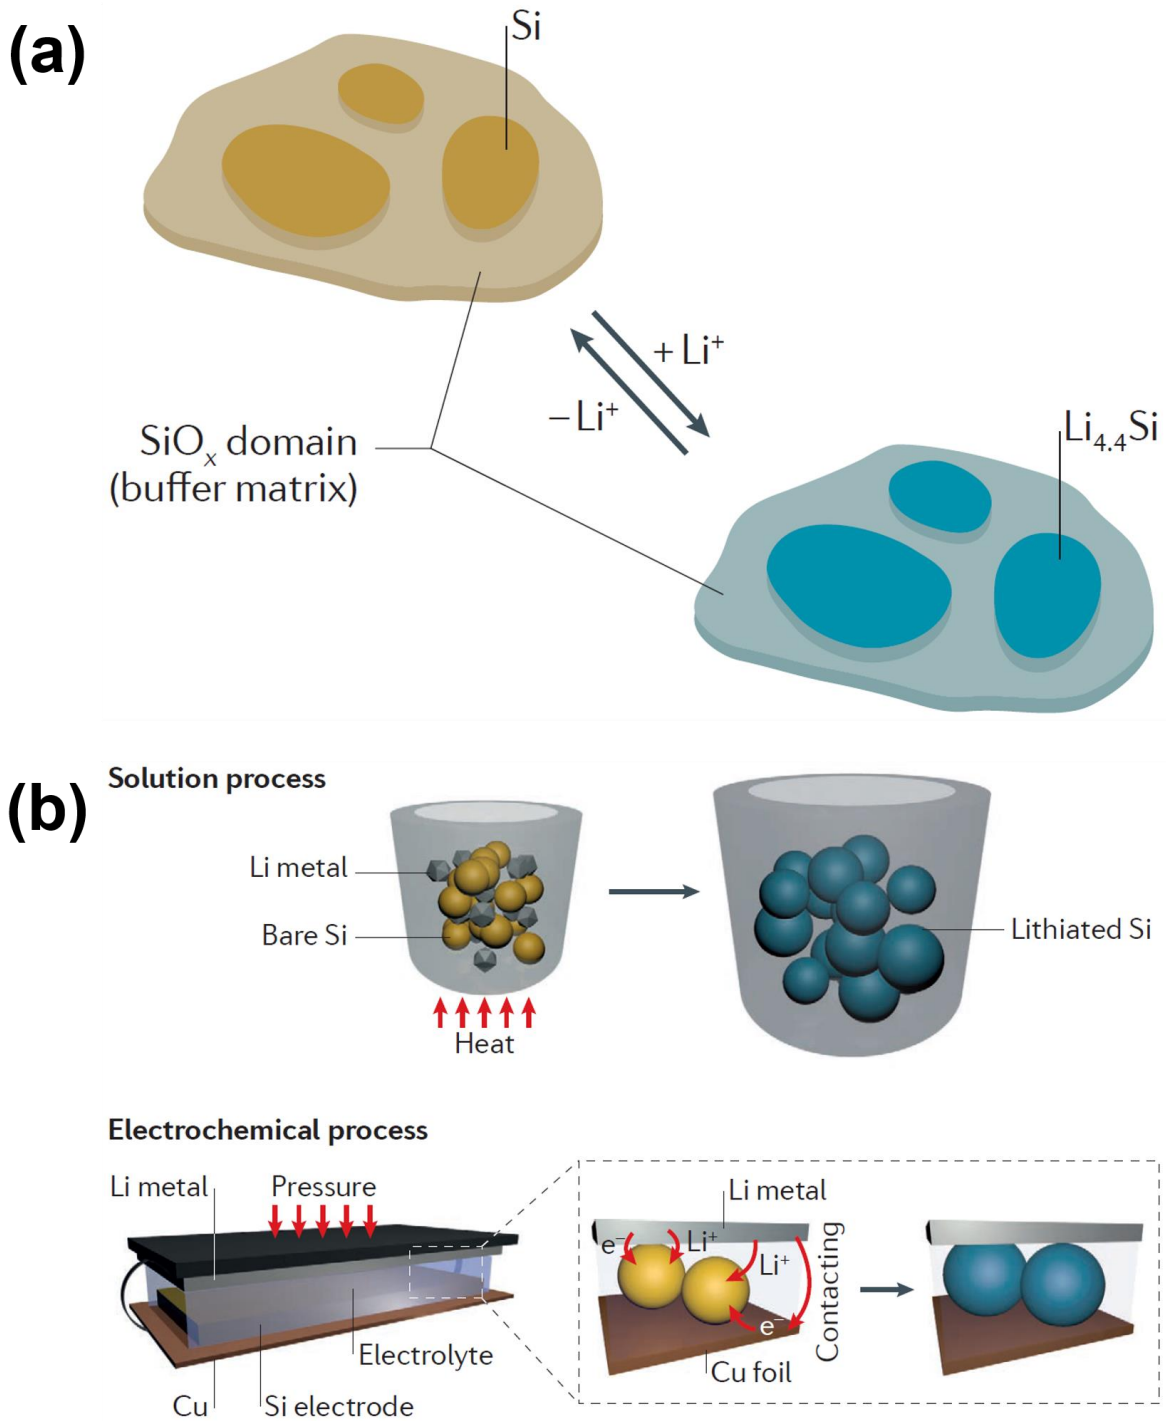 (a)
Si
+ Li⁺
– Li⁺
Li₄.₄Si
SiOₓ domain
(buffer matrix)
(b)
Solution process
Li metal
Bare Si
Heat
Lithiated Si
Electrochemical process
Li metal
Pressure
Electrolyte
Cu
Si electrode
Li metal
e⁻
Li⁺
Li⁺
e⁻
Contacting
Cu foil